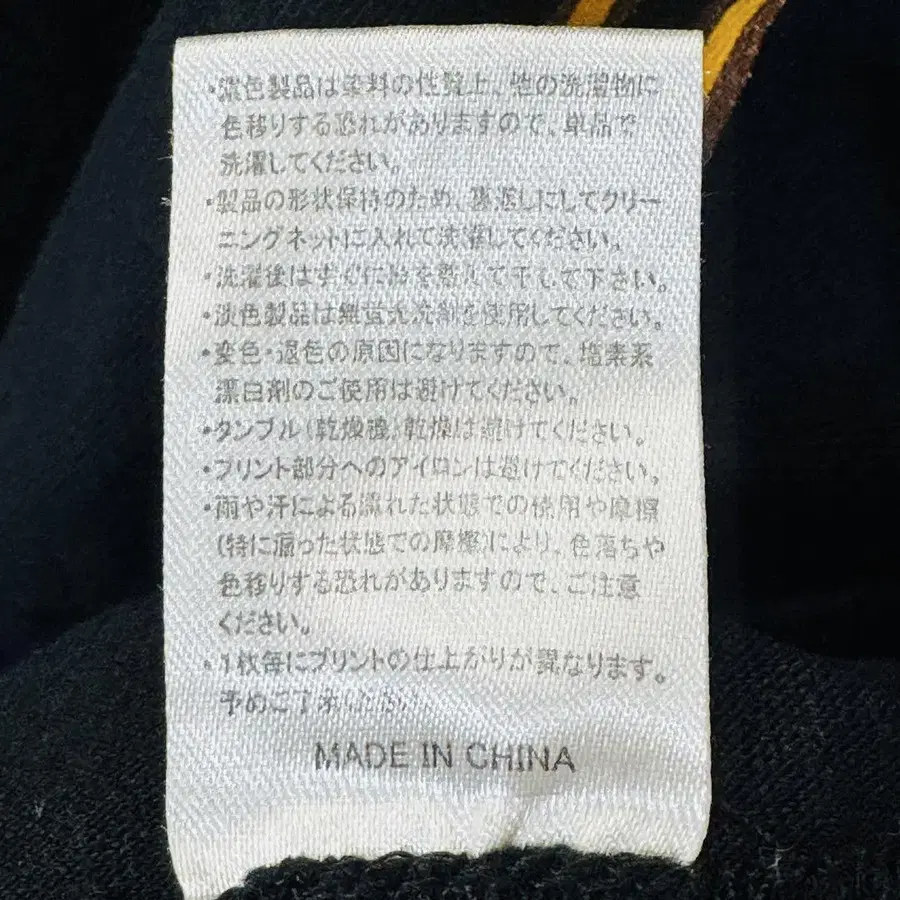 ・濃色製品は染料の性質上、他の洗濯物に
色移りする恐れがありますので、単品で
洗濯してください。
・製品の形状保持のため、裏返しにしてクリー
ニングネットに入れて洗濯してください。
・洗濯後はすぐに形を整えて干して下さい。
・淡色製品は無蛍光洗剤を使用してください。
・変色・退色の原因になりますので、塩素系
漂白剤のご使用は避けてください。
・タンブル(乾燥機)乾燥は避けてください。
・プリント部分へのアイロンは避けてください。
・雨や汗による濡れた状態での使用や摩擦
(特に湿った状態での摩擦)により、色落ちや
色移りする恐れがありますので、ご注意
ください。
・1枚毎にプリントの仕上がりが異なります。
予めご了承ください
MADE IN CHINA